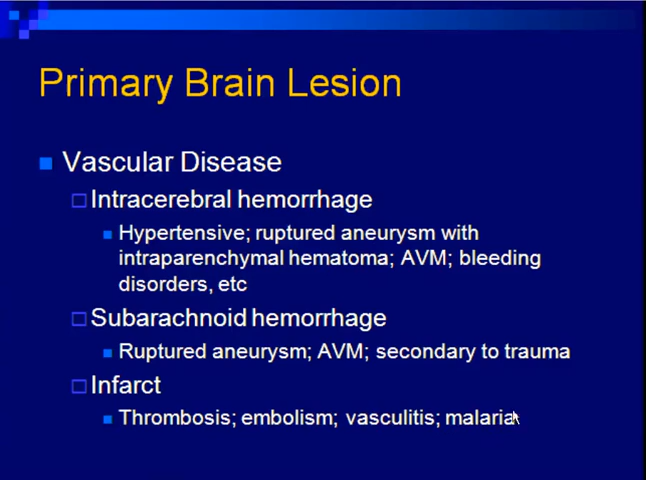 Primary Brain Lesion
Vascular Disease
Intracerebral hemorrhage
Hypertensive; ruptured aneurysm with
intraparenchymal hematoma; AVM; bleeding
disorders, etc
Subarachnoid hemorrhage
Ruptured aneurysm; AVM; secondary to trauma
Infarct
Thrombosis; embolism; vasculitis; malaria